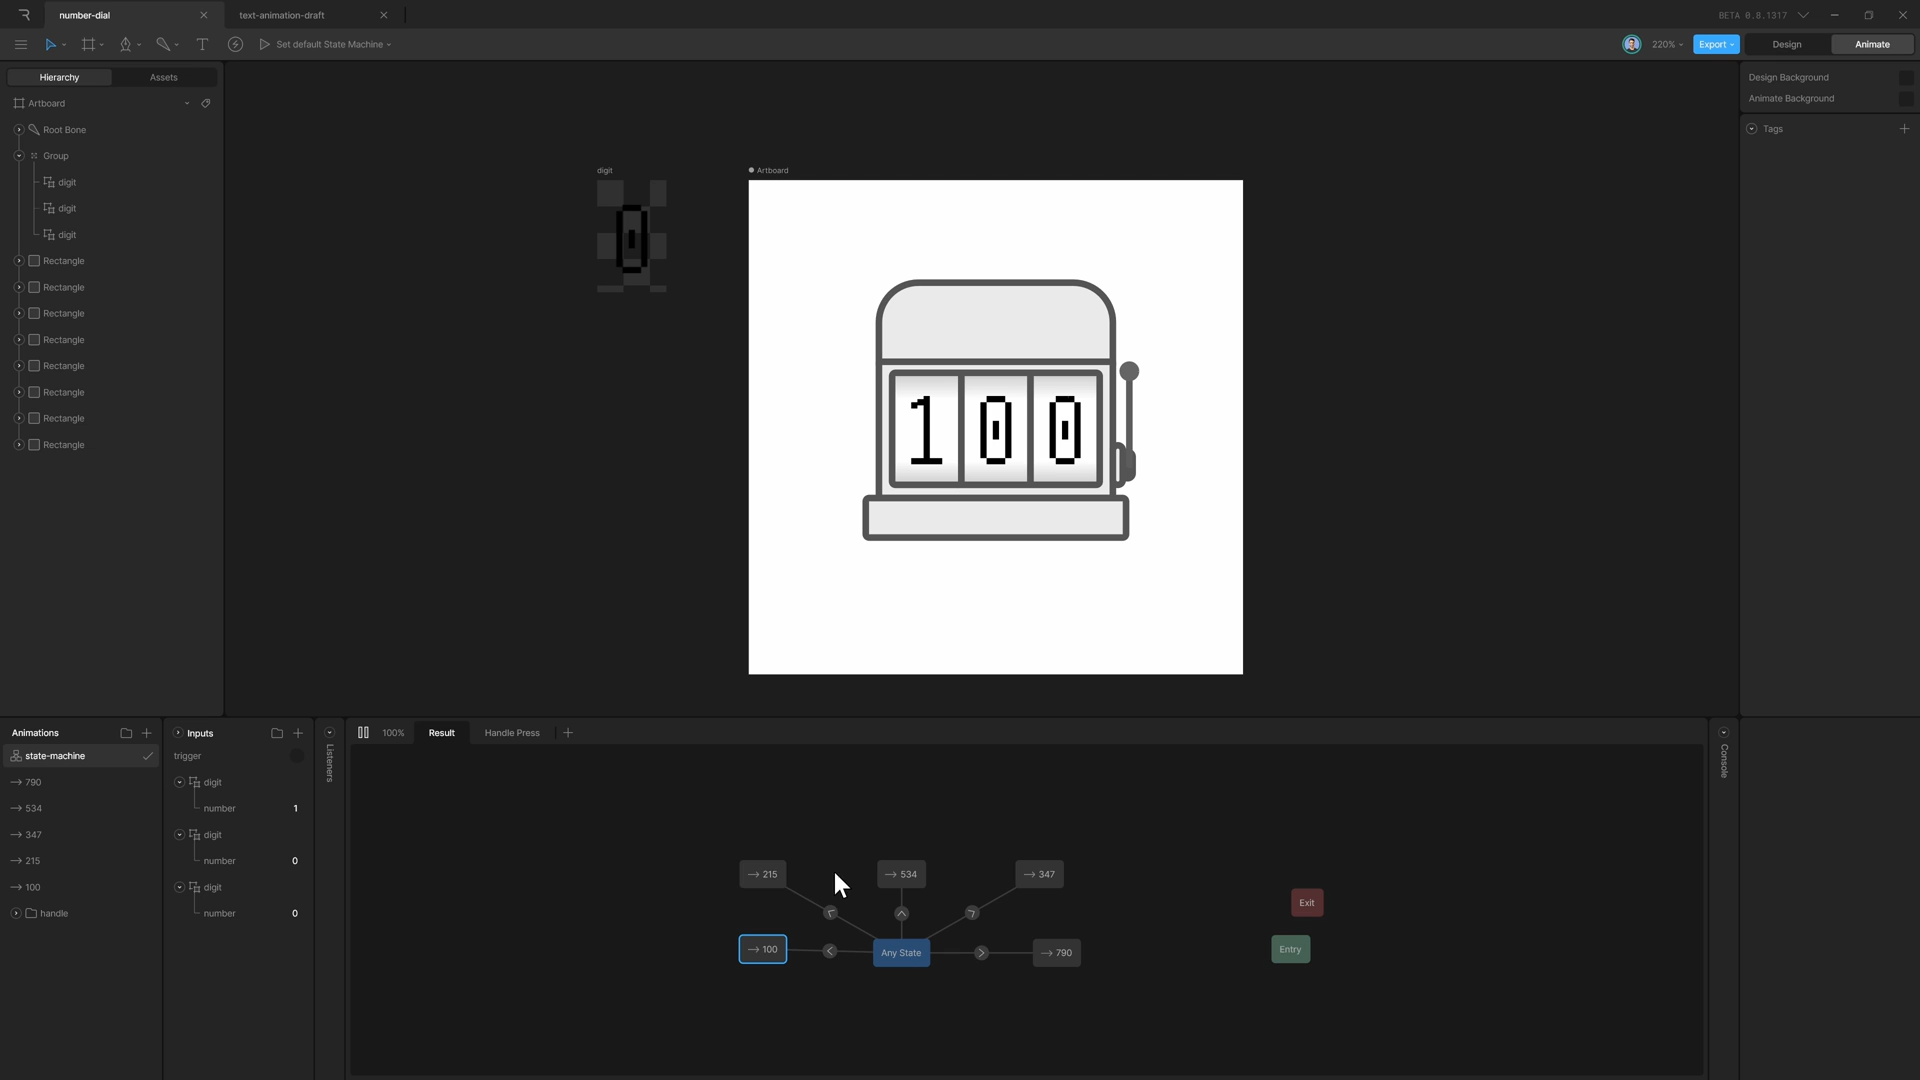 number-dial
text-animation-draft
BETA 0.8.1317
Set default State Machine
220%
Export
Design
Animate
Hierarchy
Assets
Artboard
Root Bone
Group
digit
digit
digit
Rectangle
Rectangle
Rectangle
Rectangle
Rectangle
Rectangle
Rectangle
Rectangle
digit
0
Artboard
100
Design Background
Animate Background
Tags
Animations
state-machine
790
534
347
215
100
handle
Inputs
trigger
digit
number 1
digit
number 0
digit
number 0
Listeners
100%
Result
Handle Press
215
534
347
100
Any State
790
Exit
Entry
Console